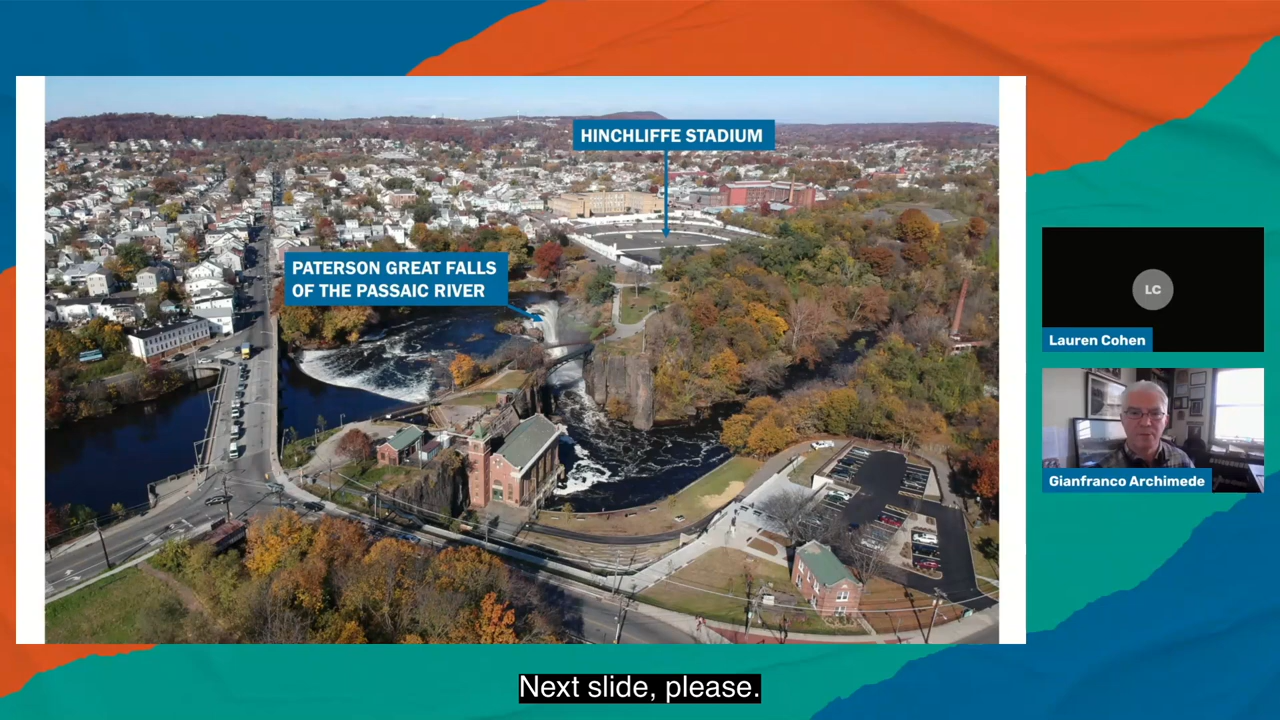 HINCHLIFFE STADIUM
PATERSON GREAT FALLS
OF THE PASSAIC RIVER
LC
Lauren Cohen
Gianfranco Archimede
Next slide, please.